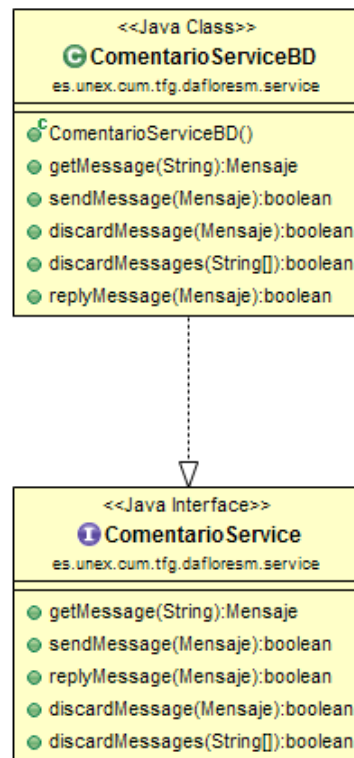 <<Java Class>>
C ComentarioServiceBD
es.unex.cum.tfg.dafloresm.service
C ComentarioServiceBD()
getMessage(String):Mensaje
sendMessage(Mensaje):boolean
discardMessage(Mensaje):boolean
discardMessages(String[]):boolean
replyMessage(Mensaje):boolean
<<Java Interface>>
I ComentarioService
es.unex.cum.tfg.dafloresm.service
getMessage(String):Mensaje
sendMessage(Mensaje):boolean
replyMessage(Mensaje):boolean
discardMessage(Mensaje):boolean
discardMessages(String[]):boolean